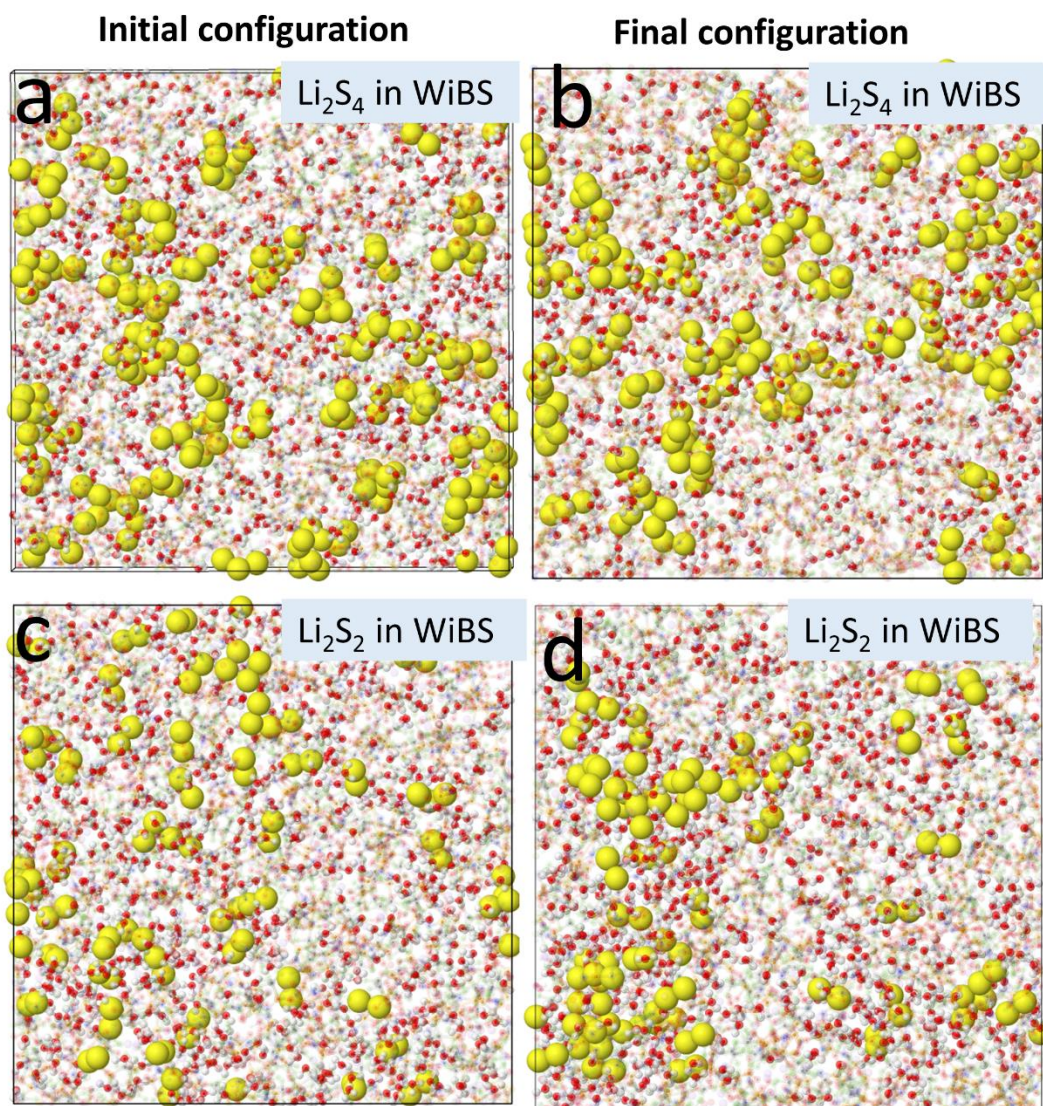 Initial configuration
Final configuration
a
Li₂S₄ in WiBS
b
Li₂S₄ in WiBS
c
Li₂S₂ in WiBS
d
Li₂S₂ in WiBS